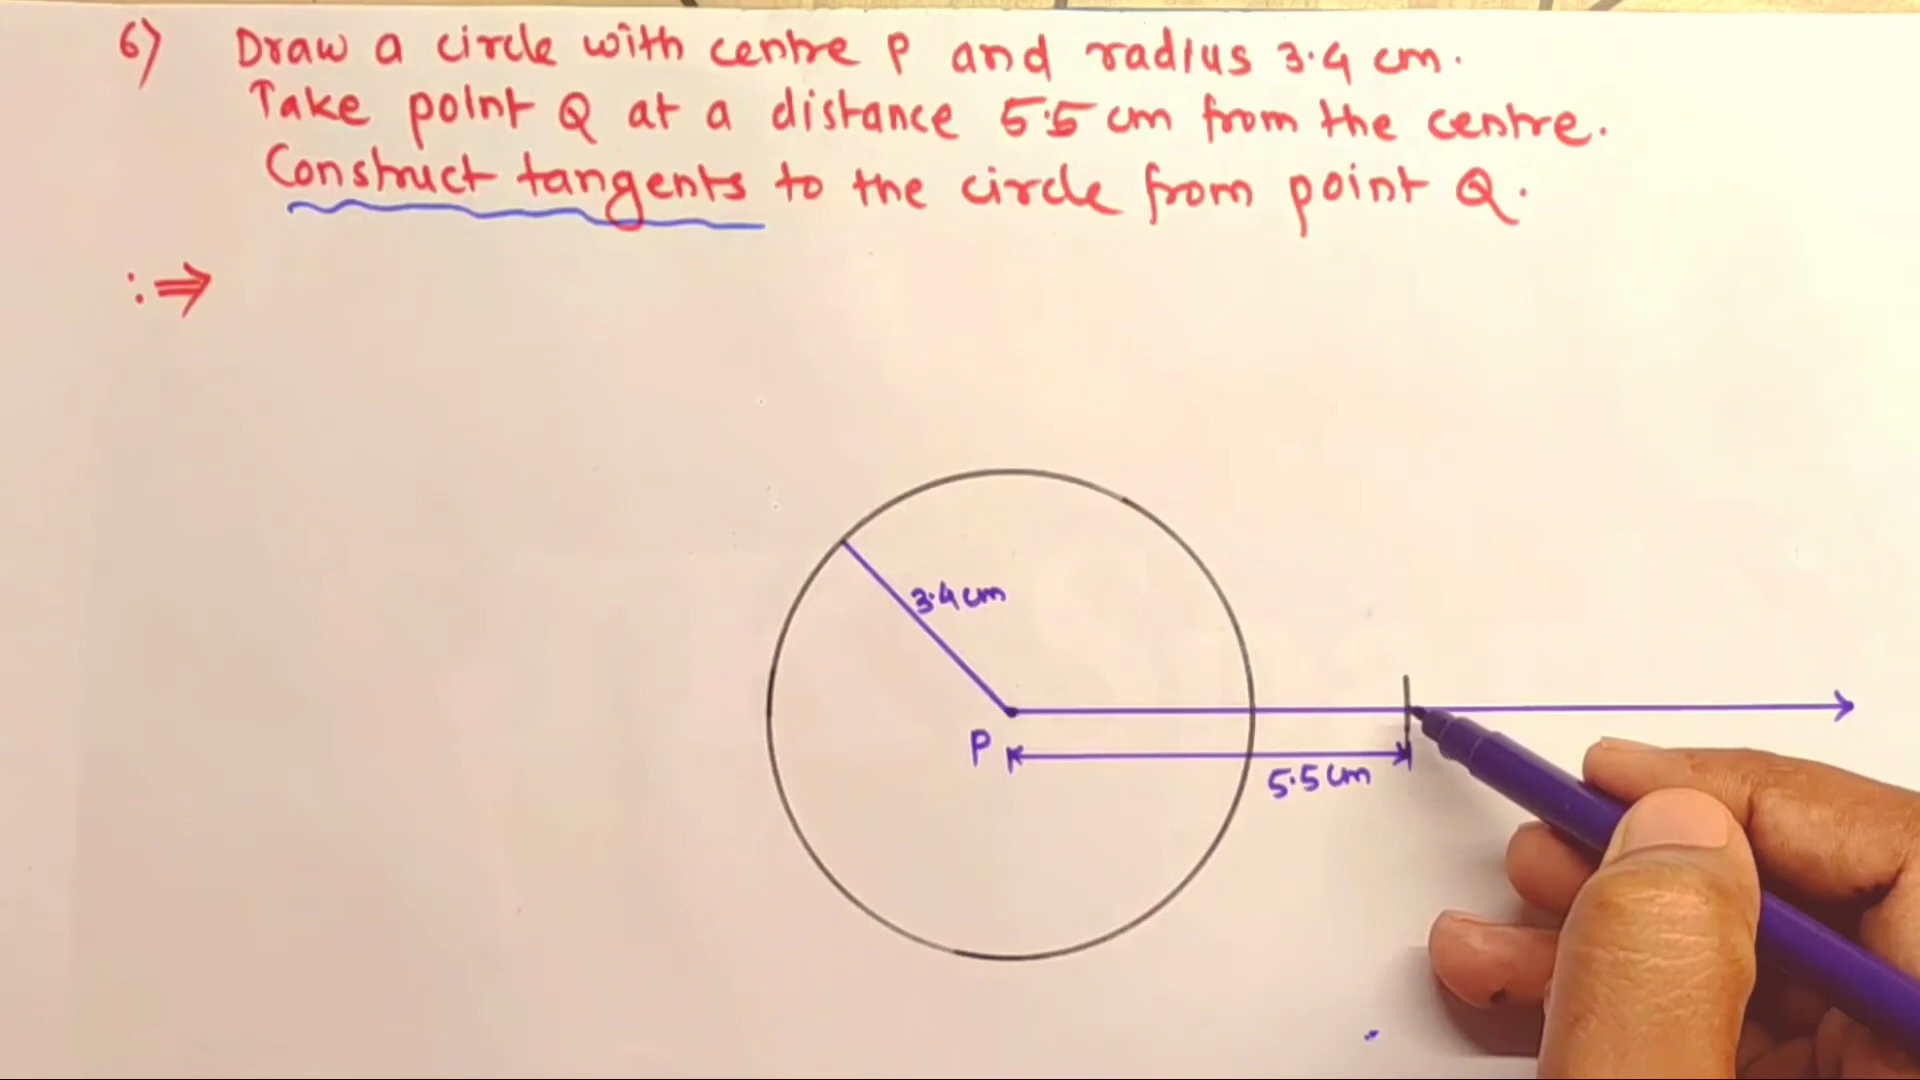 6) Draw a circle with centre P and radius 3.4 cm.
Take point Q at a distance 5.5 cm from the centre.
Construct tangents to the circle from point Q.
∴⇒
3.4 cm
P
5.5 cm